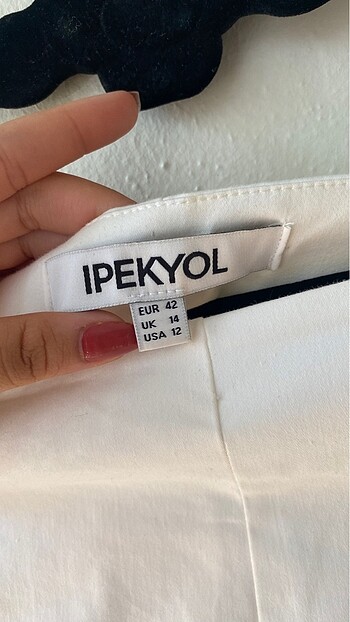 IPEKYOL
EUR 42
UK 14
USA 12